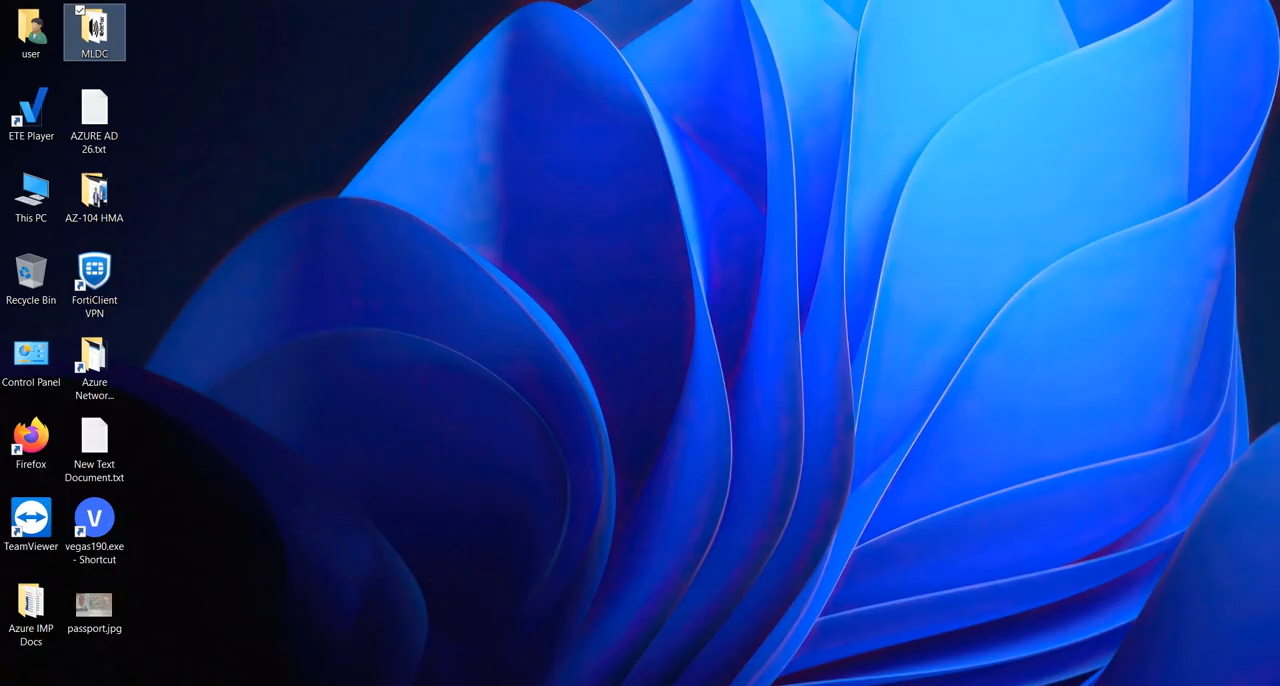 user
MLDC
ETE Player
AZURE AD
26.txt
This PC
AZ-104 HMA
Recycle Bin
FortiClient
VPN
Control Panel
Azure
Networ...
Firefox
New Text
Document.txt
TeamViewer
V
vegas190.exe
- Shortcut
Azure IMP
Docs
passport.jpg